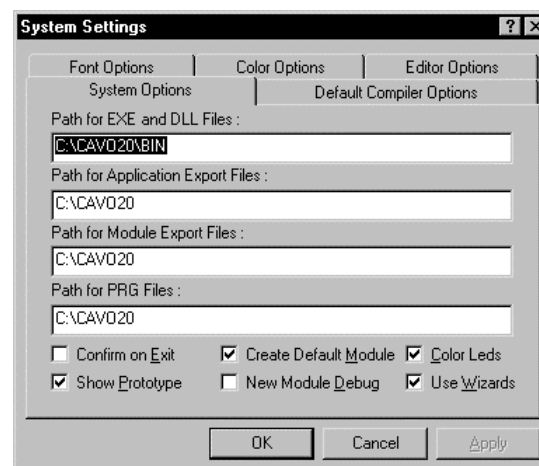 System Settings
Font Options Color Options Editor Options
System Options Default Compiler Options
Path for EXE and DLL Files :
C:\CAVO20\BIN
Path for Application Export Files :
C:\CAVO20
Path for Module Export Files :
C:\CAVO20
Path for PRG Files :
C:\CAVO20
Confirm on Exit Create Default Module Color Leds
Show Prototype New Module Debug Use Wizards
OK Cancel Apply